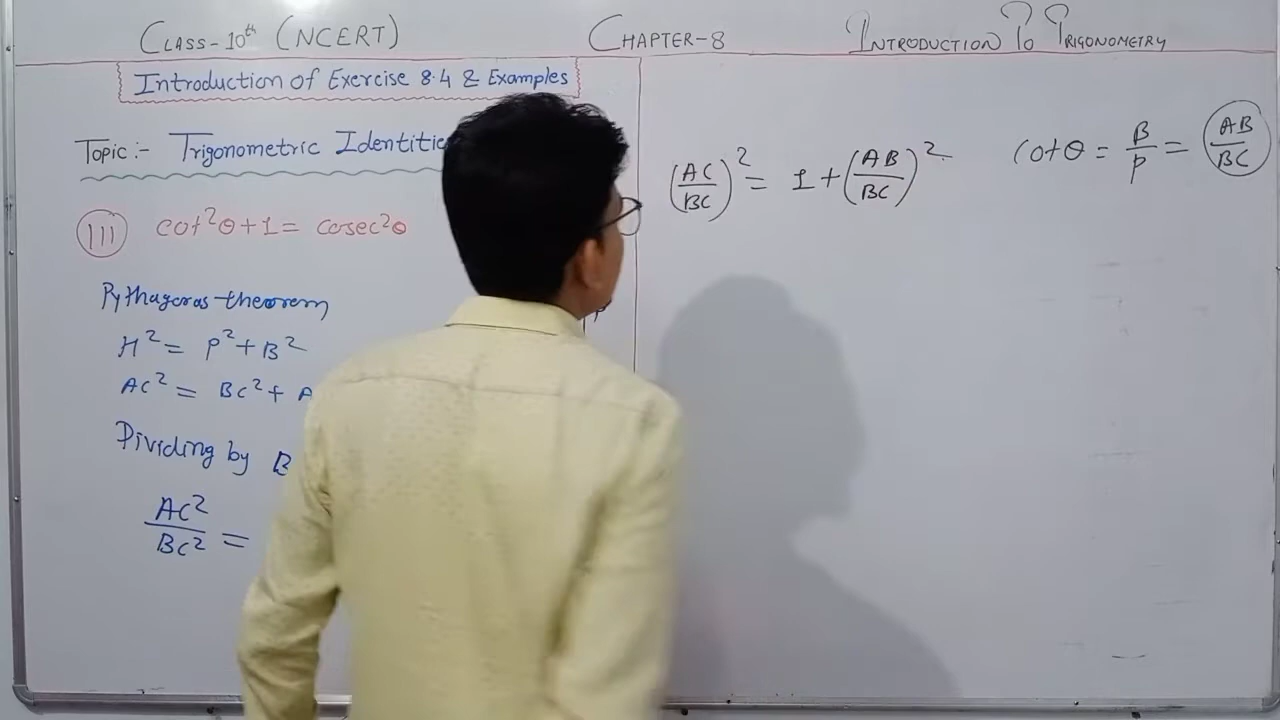 CLASS-10th (NCERT) CHAPTER-8 INTRODUCTION TO TRIGONOMETRY
Introduction of Exercise 8.4 & Examples
Topic:- Trigonometric Identitie
(III) cot²θ+1= cosec²θ
Pythagoras theorem
H² = P²+B²
AC² = BC²+ A
Dividing by B
AC²/BC² =
(AC/BC)² = 1+(AB/BC)²
cotθ = B/P = AB/BC